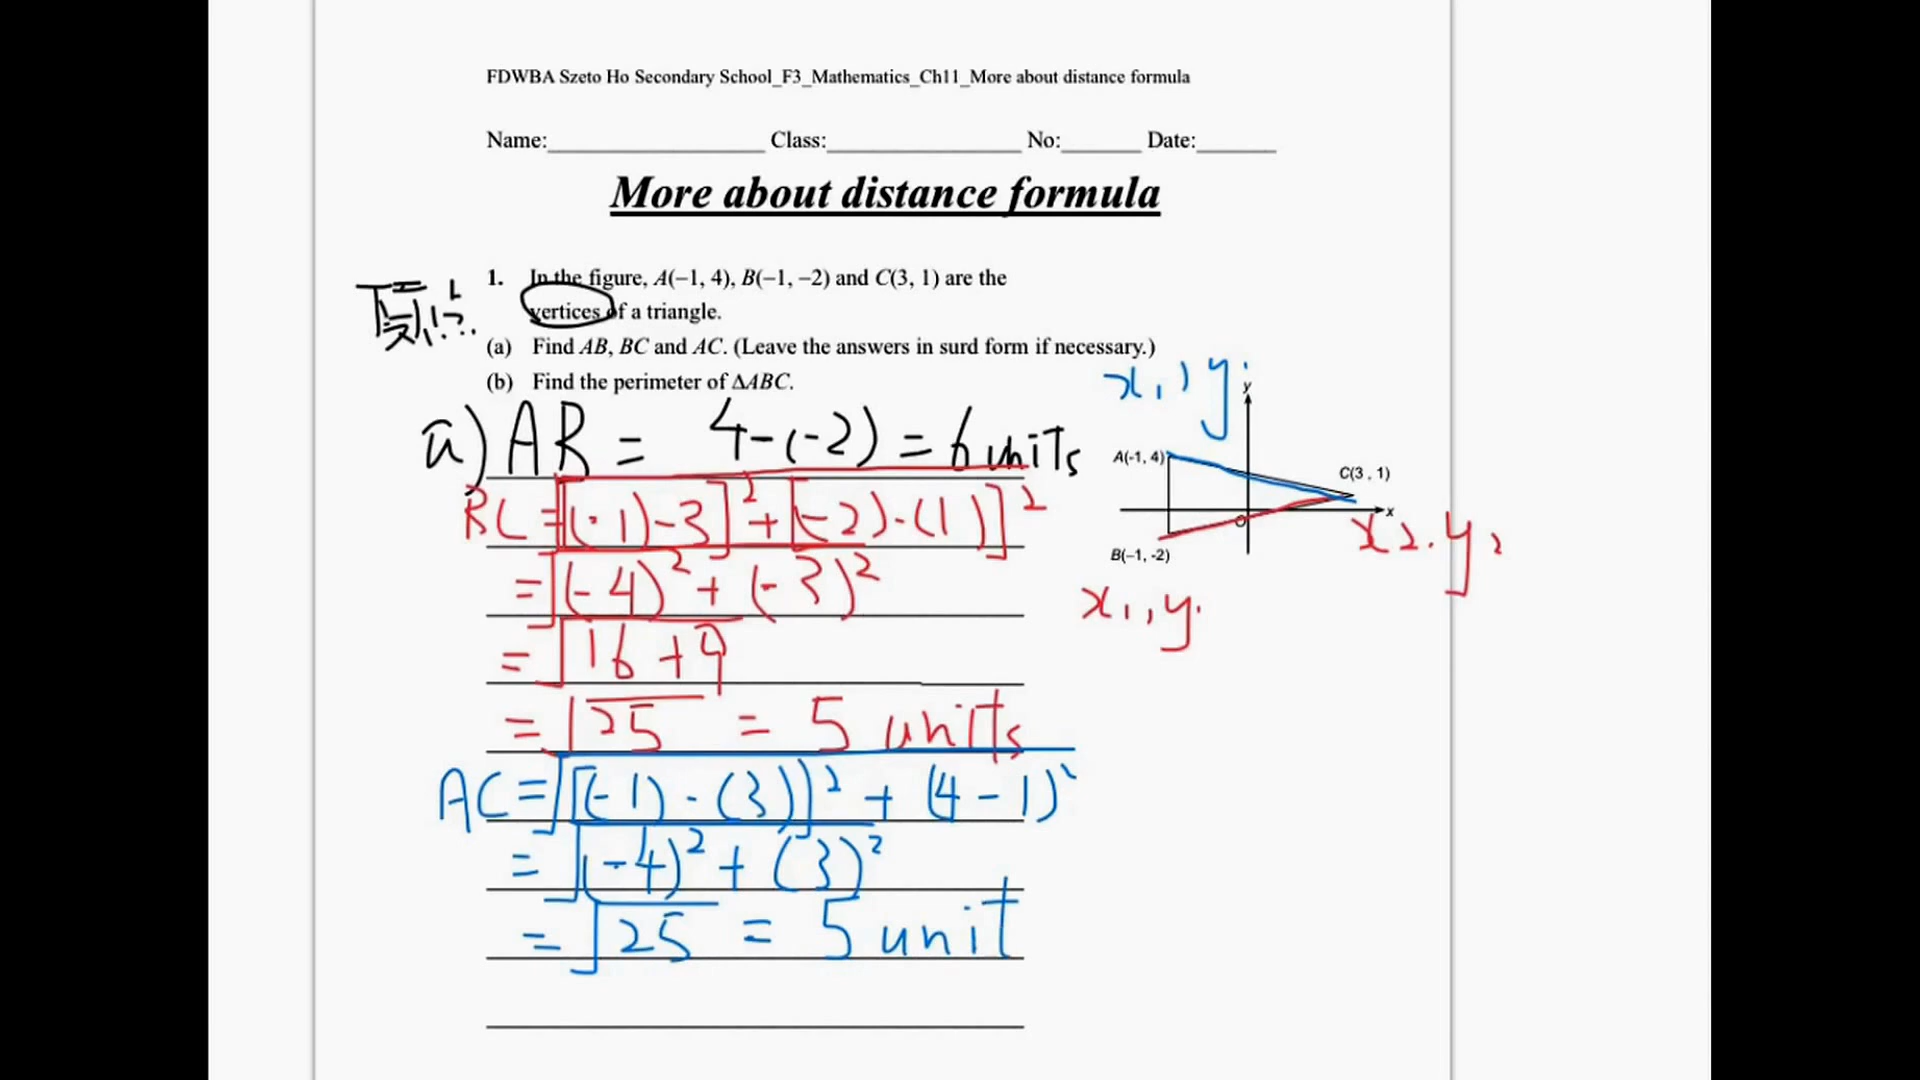 FDWBA Szeto Ho Secondary School_F3_Mathematics_Ch11_More about distance formula
Name:____________________ Class:__________________ No:_______ Date:_______
More about distance formula
1. In the figure, A(−1, 4), B(−1, −2) and C(3, 1) are the
vertices of a triangle.
(a) Find AB, BC and AC. (Leave the answers in surd form if necessary.)
(b) Find the perimeter of ΔABC.
x₁, y₁
y
a) AB = 4-(-2) = 6 units
A(-1, 4)
C(3 , 1)
x
O
B(−1, -2)
x₂, y₂
x₁, y₁
BC = √[(-1)-3]² + [(-2)-(1)]²
= √(-4)² + (-3)²
= √16 + 9
= √25 = 5 units
AC = √[(-1)-(3)]² + (4-1)²
= √(-4)² + (3)²
= √25 = 5 unit